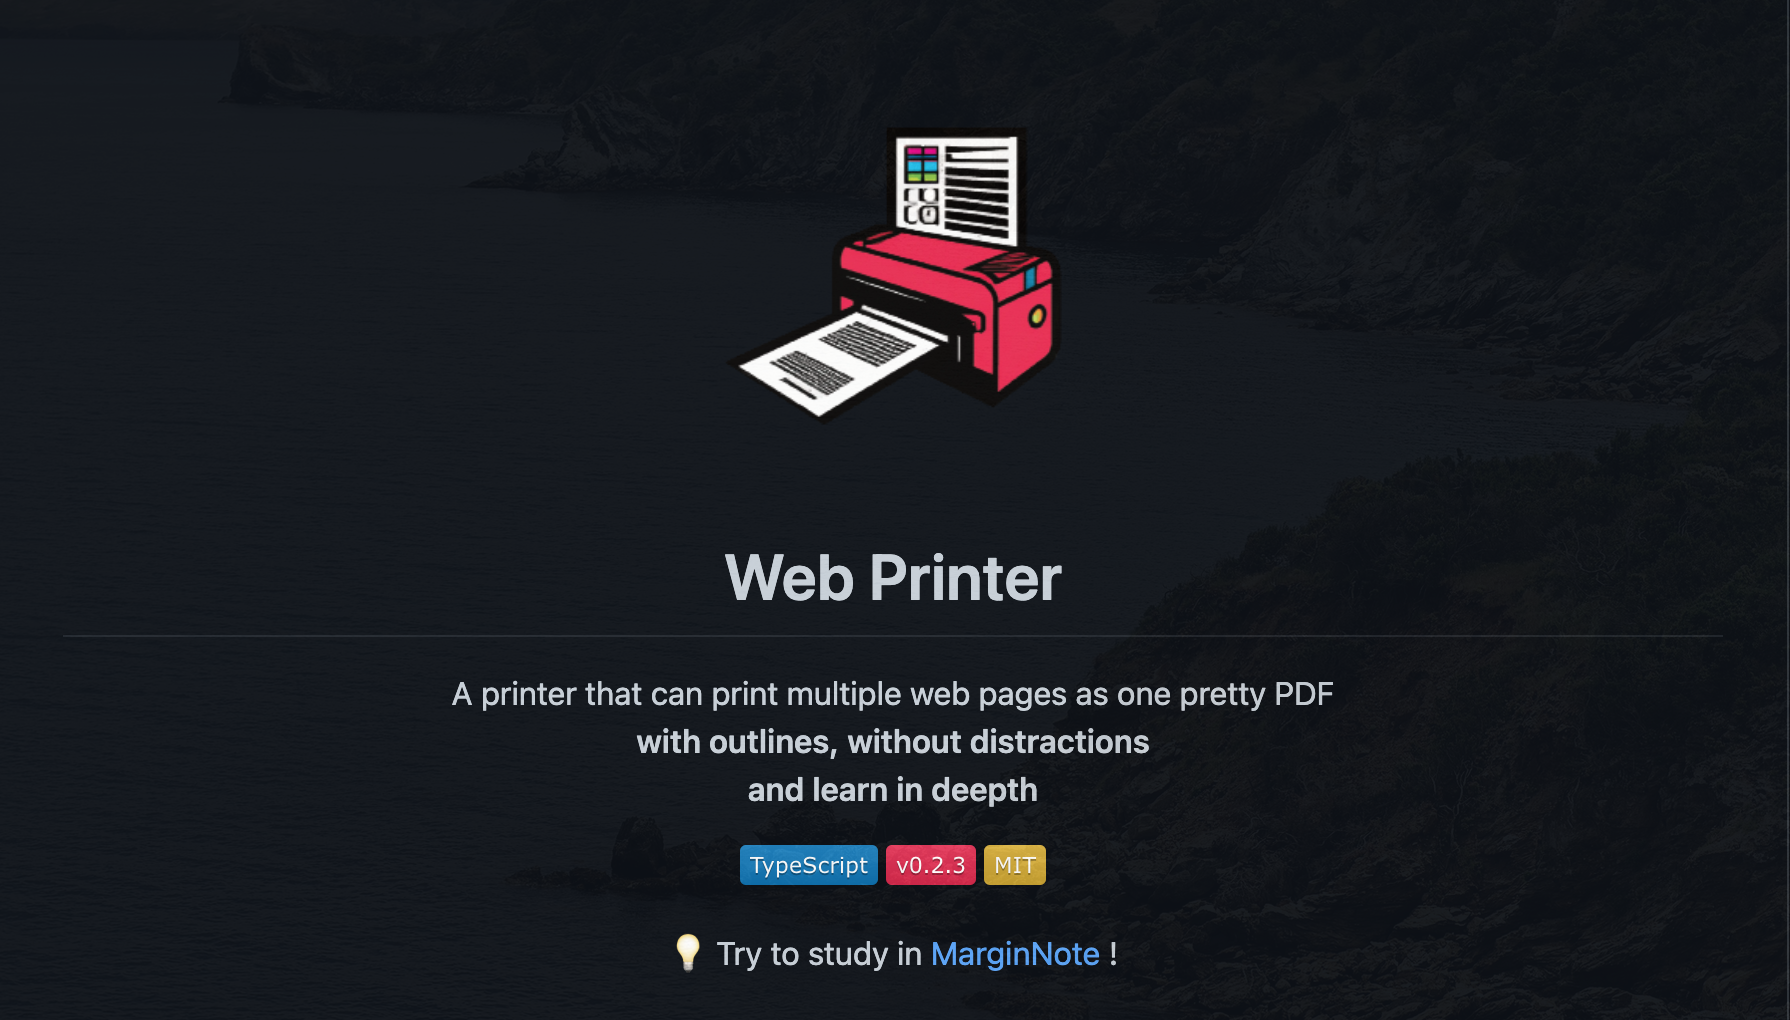 Web Printer
A printer that can print multiple web pages as one pretty PDF
with outlines, without distractions
and learn in deepth
TypeScript v0.2.3 MIT
💡 Try to study in MarginNote !